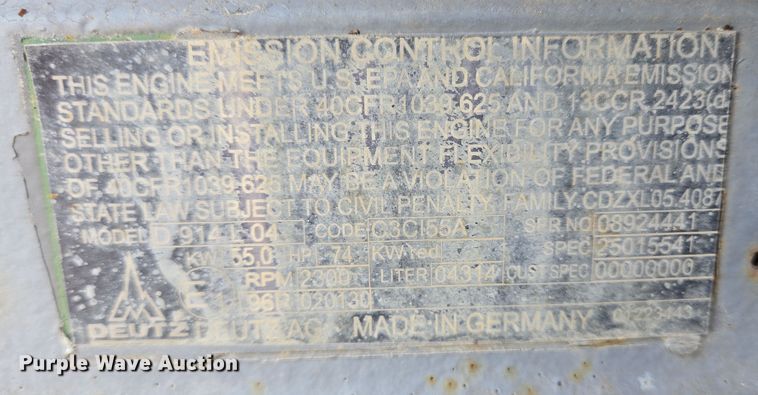 EMISSION CONTROL INFORMATION
THIS ENGINE MEETS U.S. EPA AND CALIFORNIA EMISSION
STANDARDS UNDER 40CFR1039.625 AND 13CCR 2423(d
SELLING OR INSTALLING THIS ENGINE FOR ANY PURPOSE
OTHER THAN THE EQUIPMENT FLEXIBILITY PROVISIONS
OF 40CFR1039.625 MAY BE A VIOLATION OF FEDERAL AND
STATE LAW SUBJECT TO CIVIL PENALTY. FAMILY CDZXL05.4087
MODEL D 914 L 04 CODE C3CI55A SER NO 08924441
KW 55.0 HP 74 KW red SPEC 25015541
RPM 2300 LITER 04314 CUST SPEC 00000000
96R 020130
DEUTZ DEUTZ AG MADE IN GERMANY 04223443
Purple Wave Auction